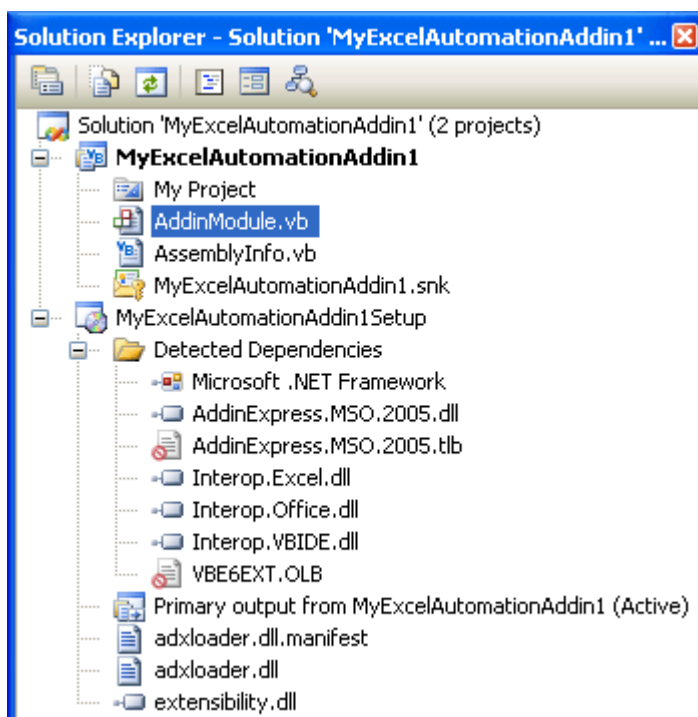 Solution Explorer - Solution 'MyExcelAutomationAddin1' ...
Solution 'MyExcelAutomationAddin1' (2 projects)
MyExcelAutomationAddin1
My Project
AddinModule.vb
AssemblyInfo.vb
MyExcelAutomationAddin1.snk
MyExcelAutomationAddin1Setup
Detected Dependencies
Microsoft .NET Framework
AddinExpress.MSO.2005.dll
AddinExpress.MSO.2005.tlb
Interop.Excel.dll
Interop.Office.dll
Interop.VBIDE.dll
VBE6EXT.OLB
Primary output from MyExcelAutomationAddin1 (Active)
adxloader.dll.manifest
adxloader.dll
extensibility.dll